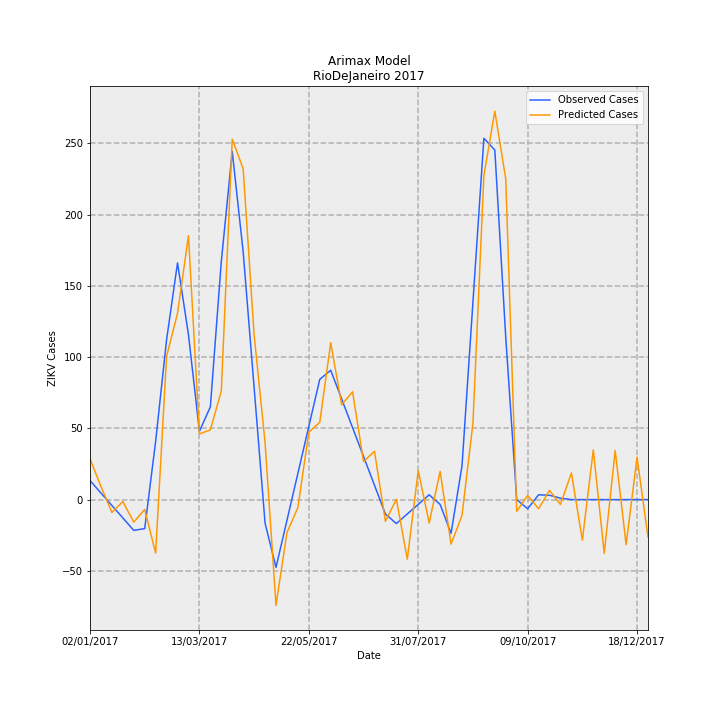 Arimax Model
RioDeJaneiro 2017
Observed Cases
Predicted Cases
250
200
150
100
50
0
−50
ZIKV Cases
02/01/2017 13/03/2017 22/05/2017 31/07/2017 09/10/2017 18/12/2017
Date